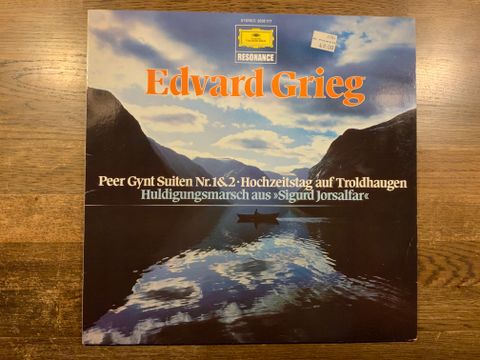 RESONANCE
Edvard Grieg
Peer Gynt Suiten Nr.1&2·Hochzeitstag auf Troldhaugen
Huldigungsmarsch aus »Sigurd Jorsalfar«